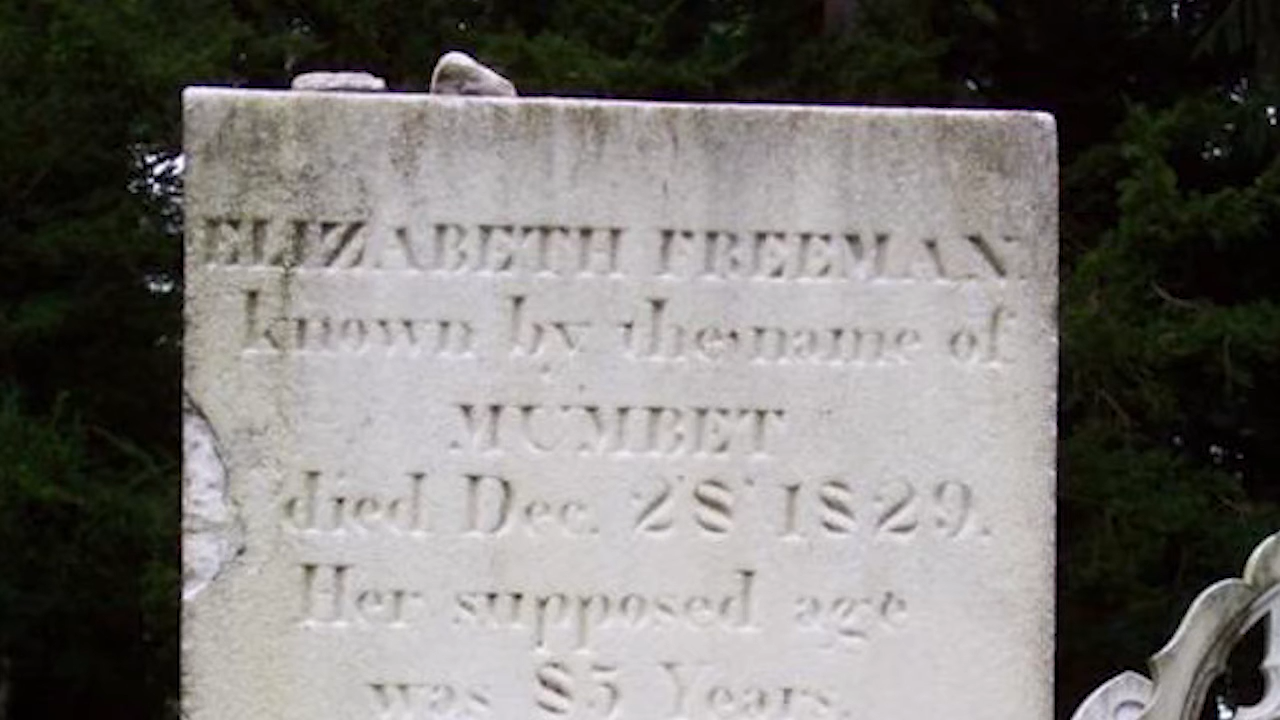 ELIZABETH FREEMAN
known by the name of
MUMBET
died Dec. 28 1829.
Her supposed age
was 85 Years.